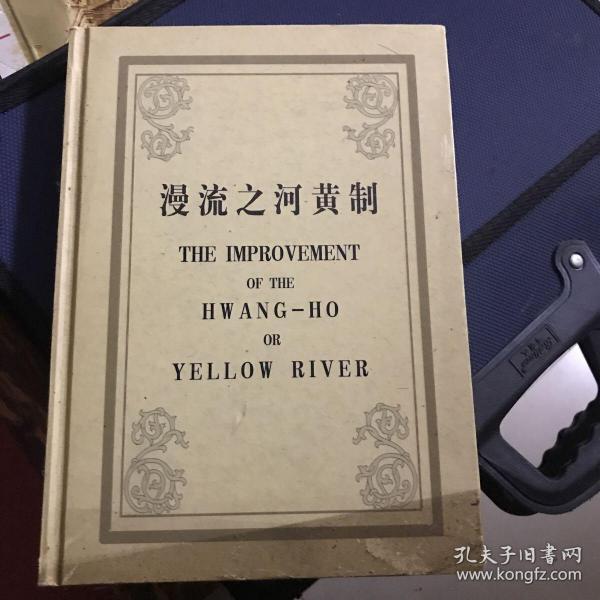 漫流之河黄制
THE IMPROVEMENT
OF THE
HWANG-HO
OR
YELLOW RIVER
孔夫子旧书网
www.kongfz.com